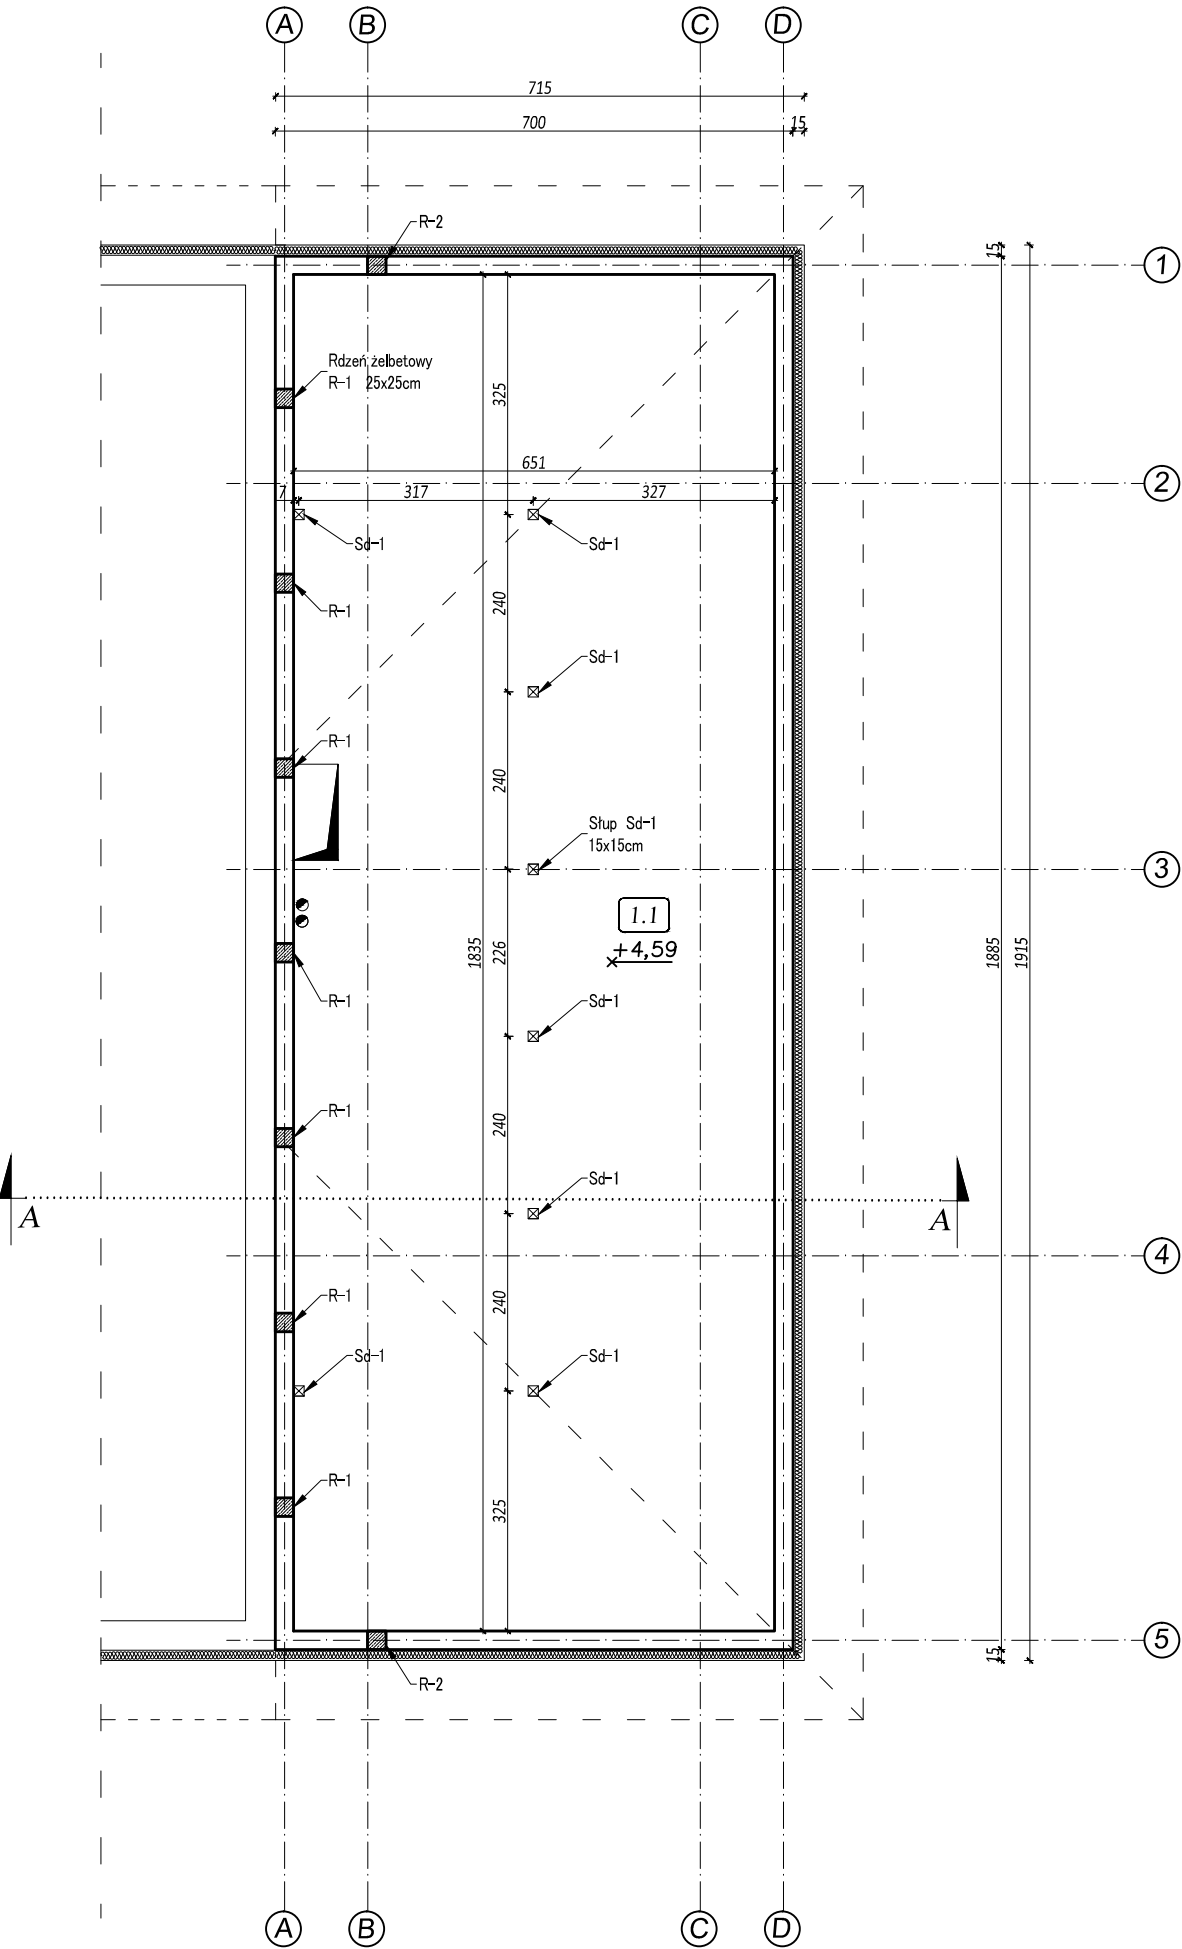 A B C D
715
700 15
R-2
15
1
Rdzeń żelbetowy
R-1 25x25cm
325
651
2
7 317 327
Sd-1
Sd-1
240
R-1
Sd-1
R-1
240
Słup Sd-1
15x15cm
3
1.1
+4,59
1835
226
1885
1915
R-1
Sd-1
R-1
240
Sd-1
A
A
4
R-1
240
Sd-1
Sd-1
R-1
325
5
15
R-2
A B C D